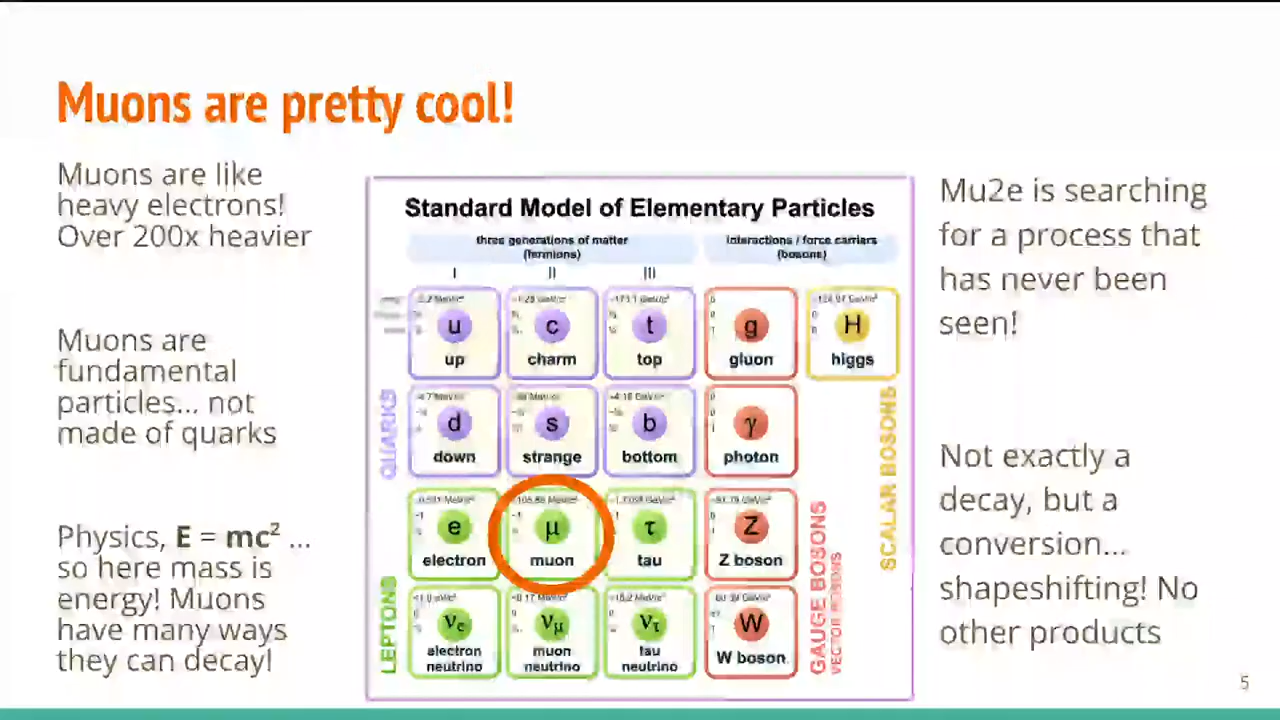 Muons are pretty cool!
Muons are like
heavy electrons!
Over 200x heavier
Muons are
fundamental
particles... not
made of quarks
Physics, E = mc² ...
so here mass is
energy! Muons
have many ways
they can decay!
Standard Model of Elementary Particles
three generations of matter
(fermions)
interactions / force carriers
(bosons)
I II III
u c t g H
up charm top gluon higgs
d s b γ
down strange bottom photon
e μ τ Z
electron muon tau Z boson
νe νμ ντ W
electron neutrino muon neutrino tau neutrino W boson
QUARKS
LEPTONS
GAUGE BOSONS
VECTOR BOSONS
SCALAR BOSONS
Mu2e is searching
for a process that
has never been
seen!
Not exactly a
decay, but a
conversion...
shapeshifting! No
other products
5